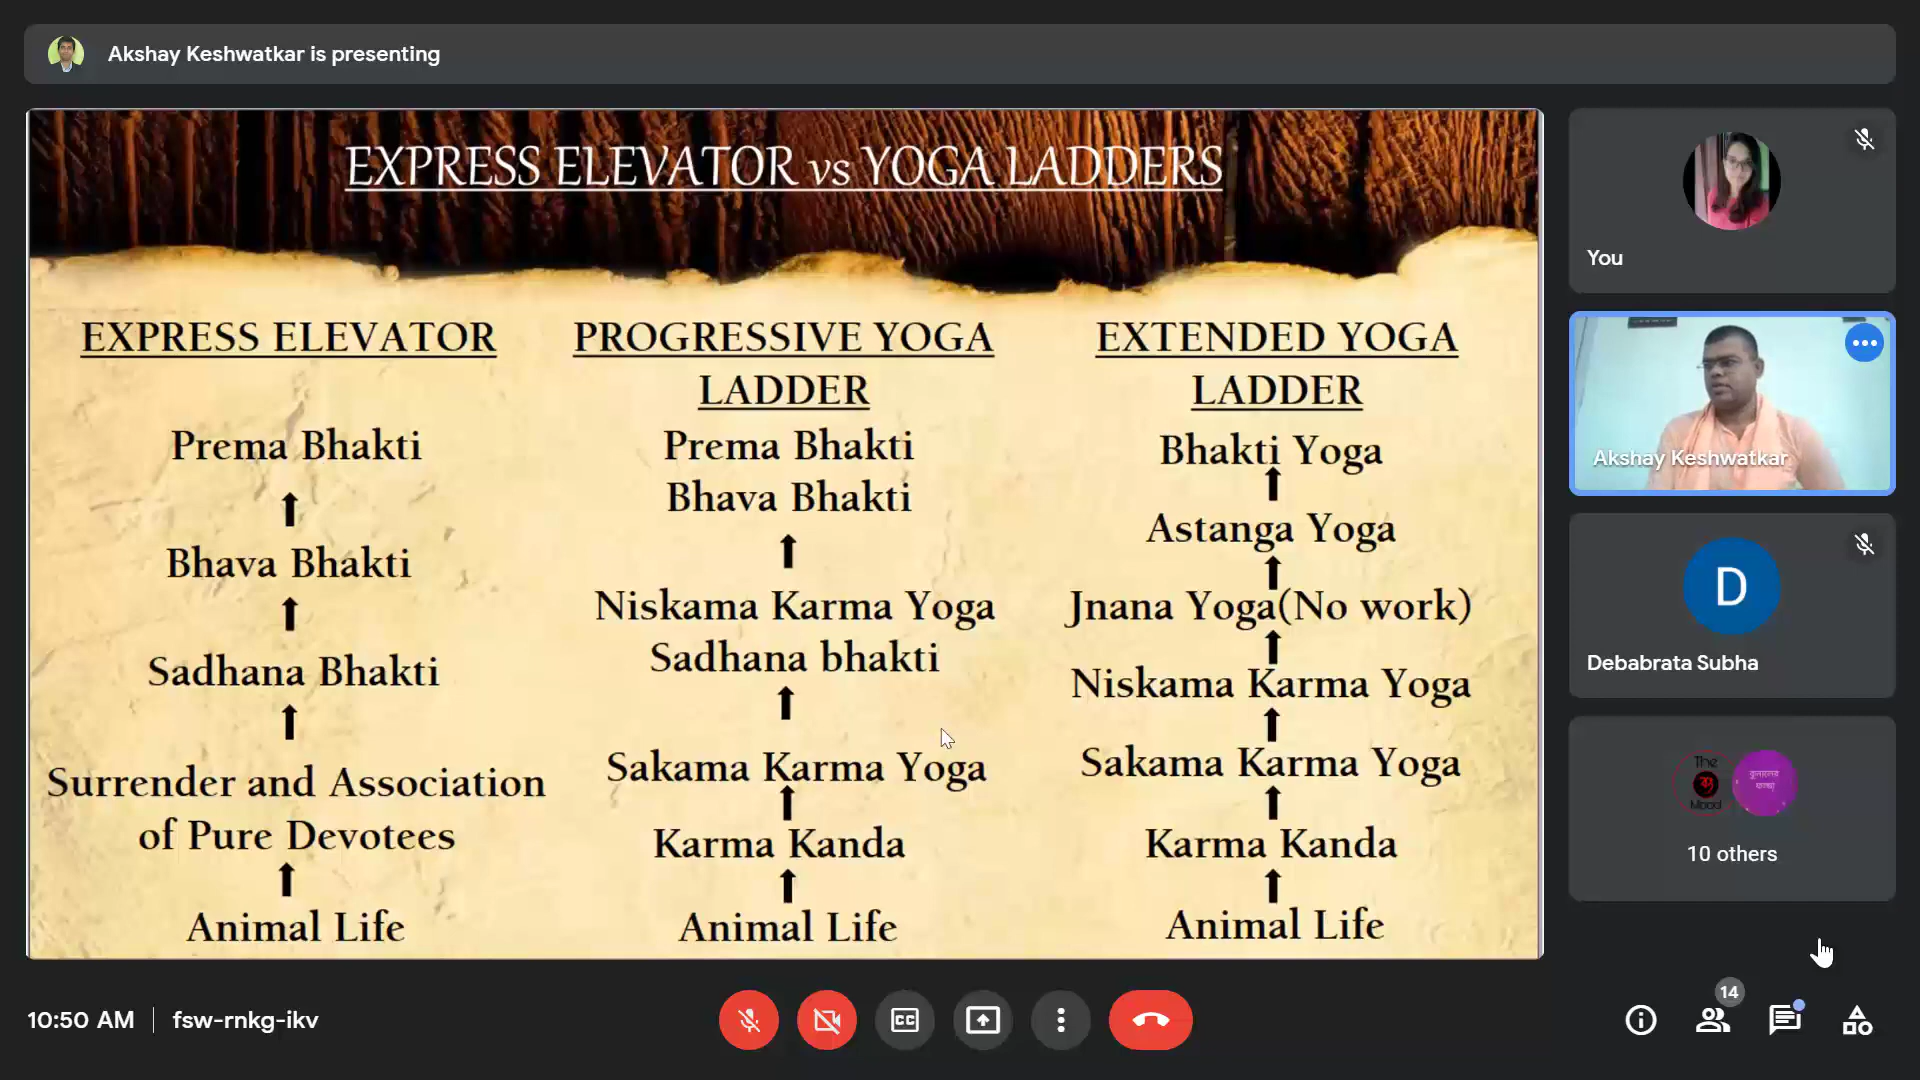 Akshay Keshwatkar is presenting
EXPRESS ELEVATOR vs YOGA LADDERS
EXPRESS ELEVATOR
Prema Bhakti
Bhava Bhakti
Sadhana Bhakti
Surrender and Association
of Pure Devotees
Animal Life
PROGRESSIVE YOGA
LADDER
Prema Bhakti
Bhava Bhakti
Niskama Karma Yoga
Sadhana bhakti
Sakama Karma Yoga
Karma Kanda
Animal Life
EXTENDED YOGA
LADDER
Bhakti Yoga
Astanga Yoga
Jnana Yoga(No work)
Niskama Karma Yoga
Sakama Karma Yoga
Karma Kanda
Animal Life
You
Akshay Keshwatkar
D
Debabrata Subha
The
Mood
10 others
10:50 AM
fsw-rnkg-ikv
CC
14